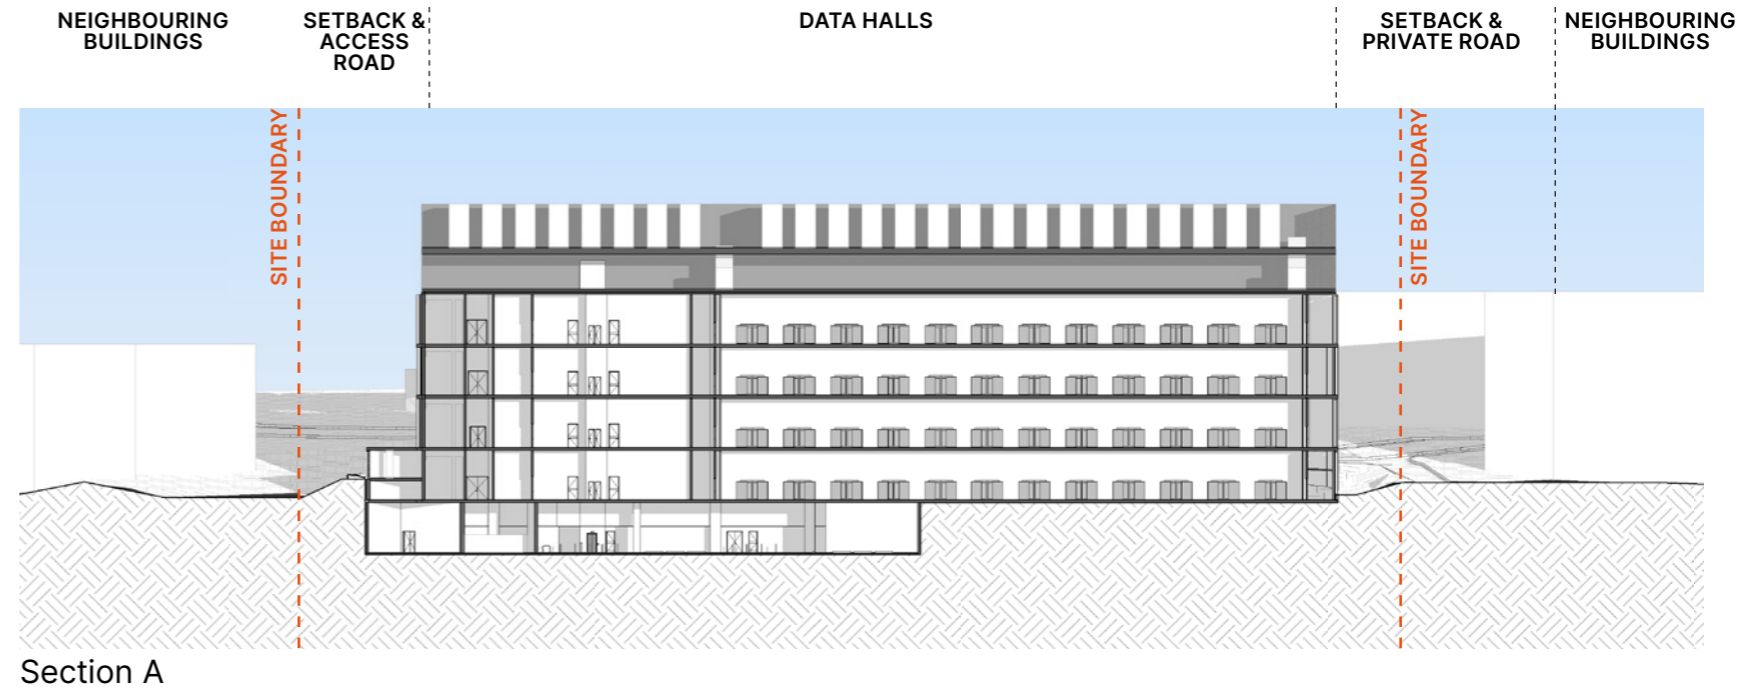 NEIGHBOURING
BUILDINGS
SETBACK &
ACCESS
ROAD
DATA HALLS
SETBACK &
PRIVATE ROAD
NEIGHBOURING
BUILDINGS
SITE BOUNDARY
SITE BOUNDARY
Section A